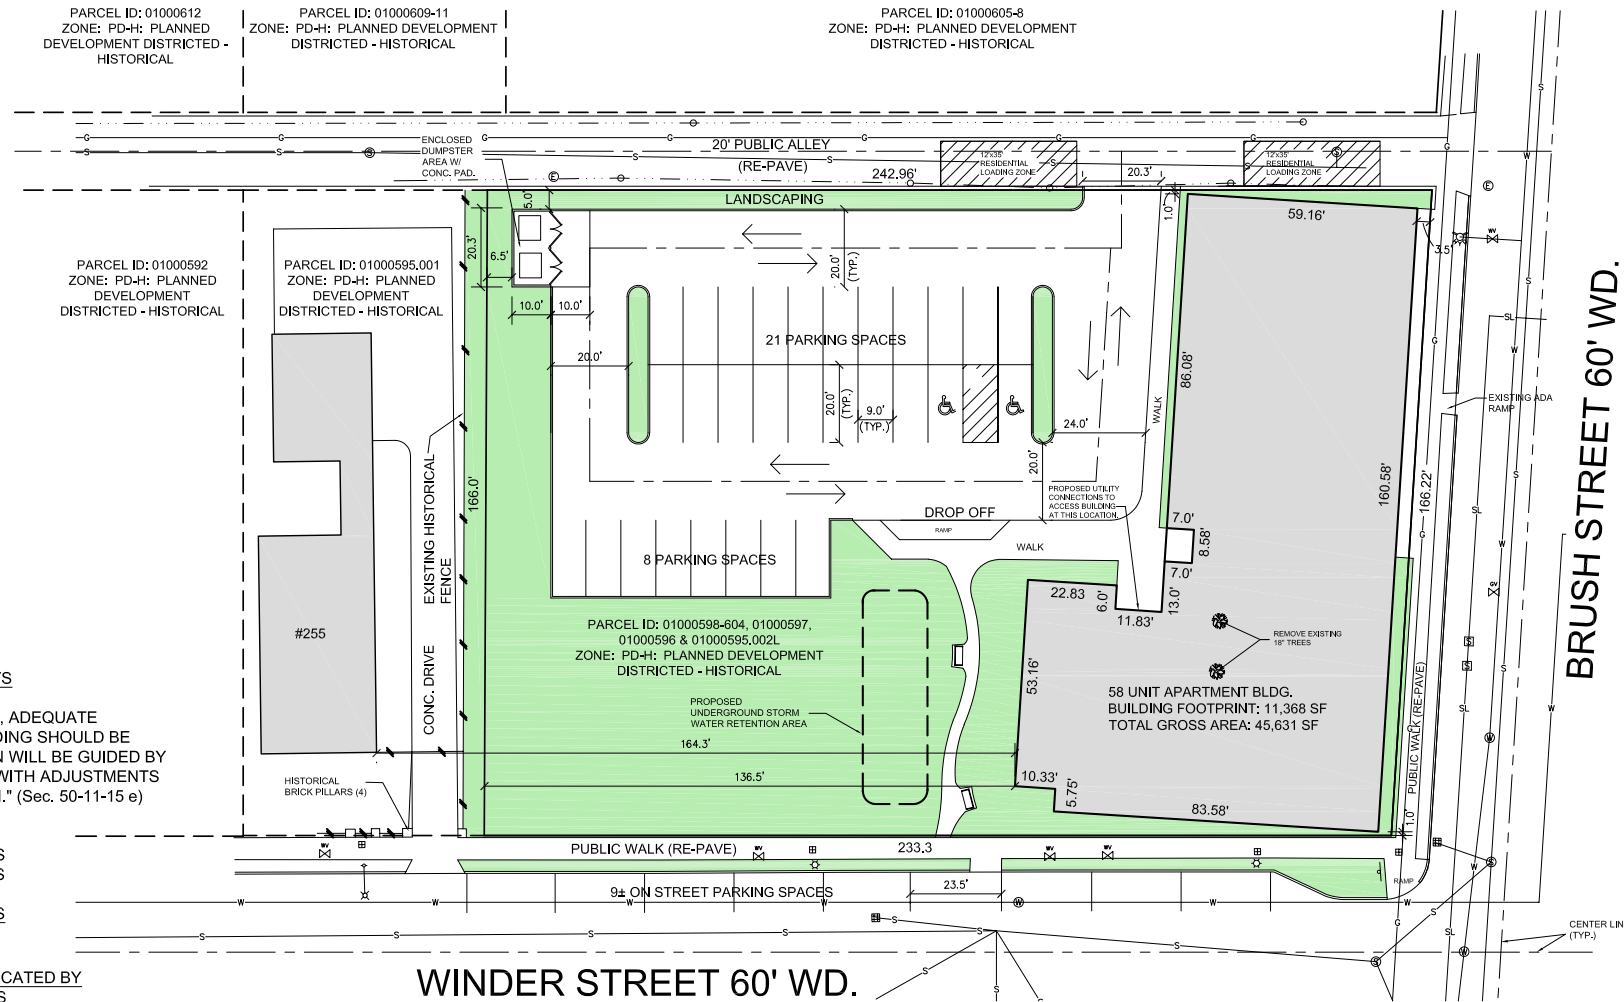 PARCEL ID: 01000612
ZONE: PD-H: PLANNED
DEVELOPMENT DISTRICTED -
HISTORICAL
PARCEL ID: 01000609-11
ZONE: PD-H: PLANNED DEVELOPMENT
DISTRICTED - HISTORICAL
PARCEL ID: 01000605-8
ZONE: PD-H: PLANNED DEVELOPMENT
DISTRICTED - HISTORICAL
ENCLOSED
DUMPSTER
AREA W/
CONC. PAD.
20' PUBLIC ALLEY
(RE-PAVE)
242.96'
12'x35'
RESIDENTIAL
LOADING ZONE
20.3'
12'x35'
RESIDENTIAL
LOADING ZONE
LANDSCAPING
5.0'
1.0'
59.16'
3.5'
20.3'
6.5'
20.0'
(TYP.)
10.0'
10.0'
PARCEL ID: 01000592
ZONE: PD-H: PLANNED
DEVELOPMENT
DISTRICTED - HISTORICAL
PARCEL ID: 01000595.001
ZONE: PD-H: PLANNED
DEVELOPMENT
DISTRICTED - HISTORICAL
21 PARKING SPACES
20.0'
20.0'
(TYP.)
9.0'
(TYP.)
24.0'
20.0'
WALK
86.08'
EXISTING ADA
RAMP
BRUSH STREET 60' WD.
160.58'
166.22'
166.0'
EXISTING HISTORICAL
FENCE
CONC. DRIVE
PROPOSED UTILITY
CONNECTIONS TO
ACCESS BUILDING
AT THIS LOCATION.
DROP OFF
RAMP
WALK
7.0'
8.58'
7.0'
13.0'
8 PARKING SPACES
22.83
6.0'
11.83'
#255
PARCEL ID: 01000598-604, 01000597,
01000596 & 01000595.002L
ZONE: PD-H: PLANNED DEVELOPMENT
DISTRICTED - HISTORICAL
REMOVE EXISTING
18" TREES
53.16'
PROPOSED
UNDERGROUND STORM
WATER RETENTION AREA
58 UNIT APARTMENT BLDG.
BUILDING FOOTPRINT: 11,368 SF
TOTAL GROSS AREA: 45,631 SF
PUBLIC WALK (RE-PAVE)
164.3'
136.5'
10.33'
5.75'
83.58'
1.0'
TS
, ADEQUATE
DING SHOULD BE
N WILL BE GUIDED BY
WITH ADJUSTMENTS
." (Sec. 50-11-15 e)
HISTORICAL
BRICK PILLARS (4)
PUBLIC WALK (RE-PAVE)
233.3
9± ON STREET PARKING SPACES
23.5'
RAMP
CENTER LIN
(TYP.)
CATED BY
WINDER STREET 60' WD.